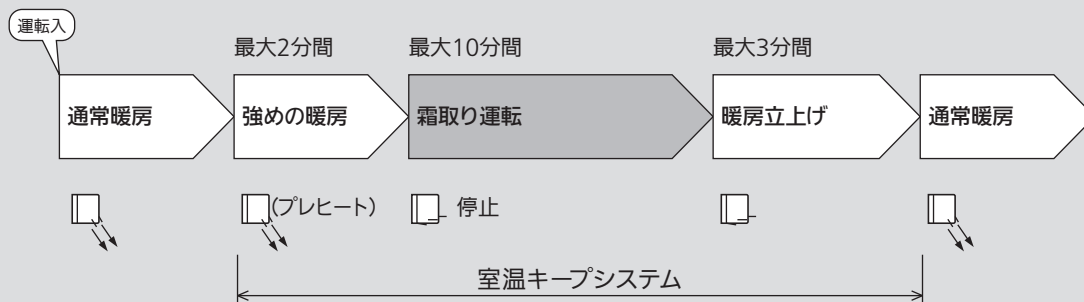 運転入
最大2分間
最大10分間
最大3分間
通常暖房
強めの暖房
霜取り運転
暖房立上げ
通常暖房
(プレヒート)
停止
室温キープシステム